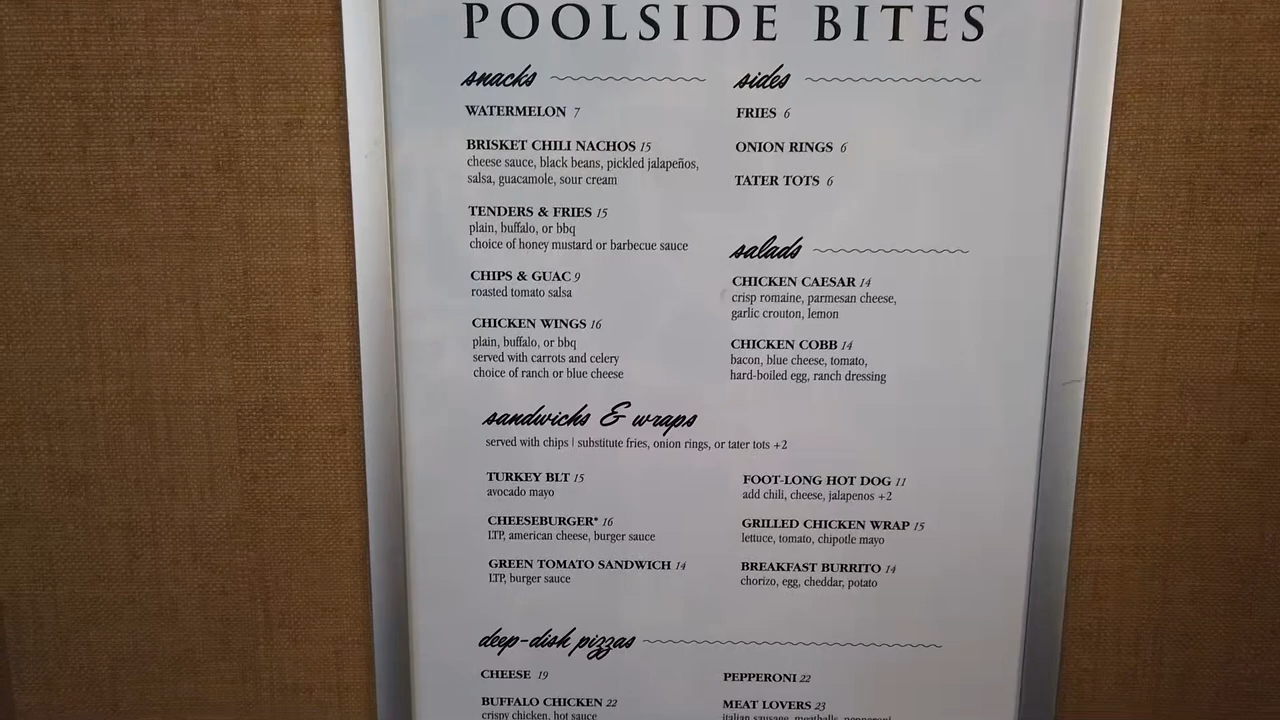 POOLSIDE BITES
snacks
WATERMELON 7
BRISKET CHILI NACHOS 15
cheese sauce, black beans, pickled jalapeños,
salsa, guacamole, sour cream
TENDERS & FRIES 15
plain, buffalo, or bbq
choice of honey mustard or barbecue sauce
CHIPS & GUAC 9
roasted tomato salsa
CHICKEN WINGS 16
plain, buffalo, or bbq
served with carrots and celery
choice of ranch or blue cheese
sides
FRIES 6
ONION RINGS 6
TATER TOTS 6
salads
CHICKEN CAESAR 14
crisp romaine, parmesan cheese,
garlic crouton, lemon
CHICKEN COBB 14
bacon, blue cheese, tomato,
hard-boiled egg, ranch dressing
sandwichs & wraps
served with chips | substitute fries, onion rings, or tater tots +2
TURKEY BLT 15
avocado mayo
CHEESEBURGER* 16
LTP, american cheese, burger sauce
GREEN TOMATO SANDWICH 14
LTP, burger sauce
FOOT-LONG HOT DOG 11
add chili, cheese, jalapenos +2
GRILLED CHICKEN WRAP 15
lettuce, tomato, chipotle mayo
BREAKFAST BURRITO 14
chorizo, egg, cheddar, potato
deep-dish pizzas
CHEESE 19
BUFFALO CHICKEN 22
crispy chicken, hot sauce
PEPPERONI 22
MEAT LOVERS 23
italian sausage, meatballs, pepperoni